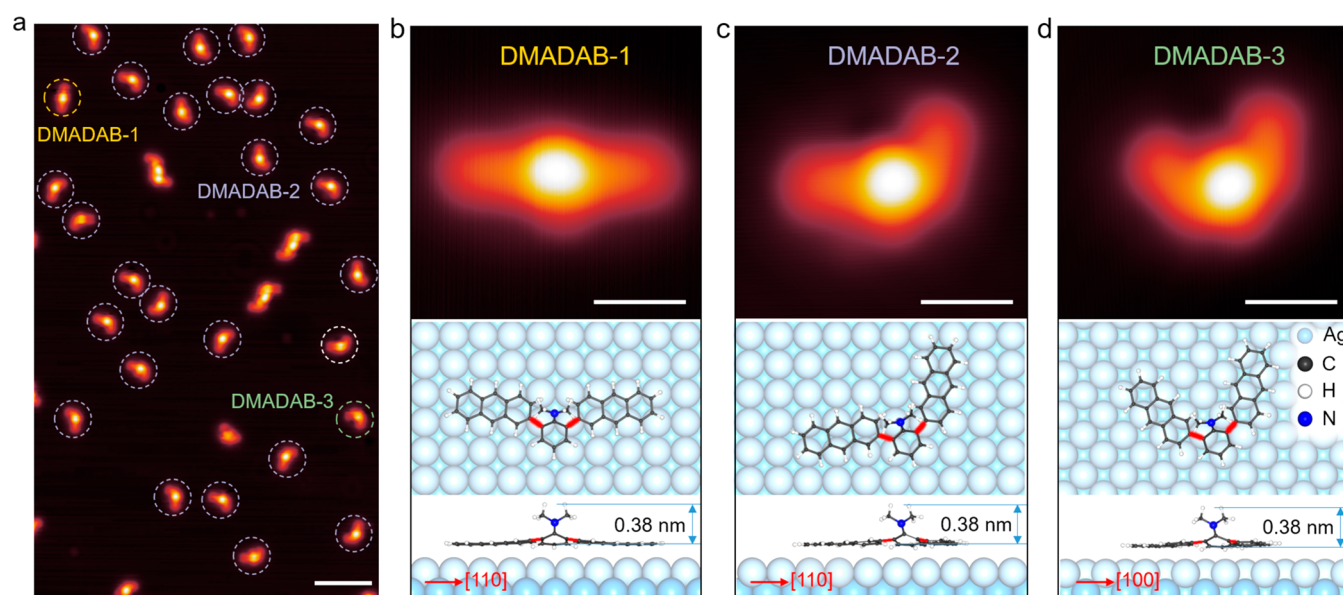 a
DMADAB-1
DMADAB-2
DMADAB-3
b
DMADAB-1
0.38 nm
[110]
c
DMADAB-2
0.38 nm
[110]
d
DMADAB-3
Ag
C
H
N
0.38 nm
[100]